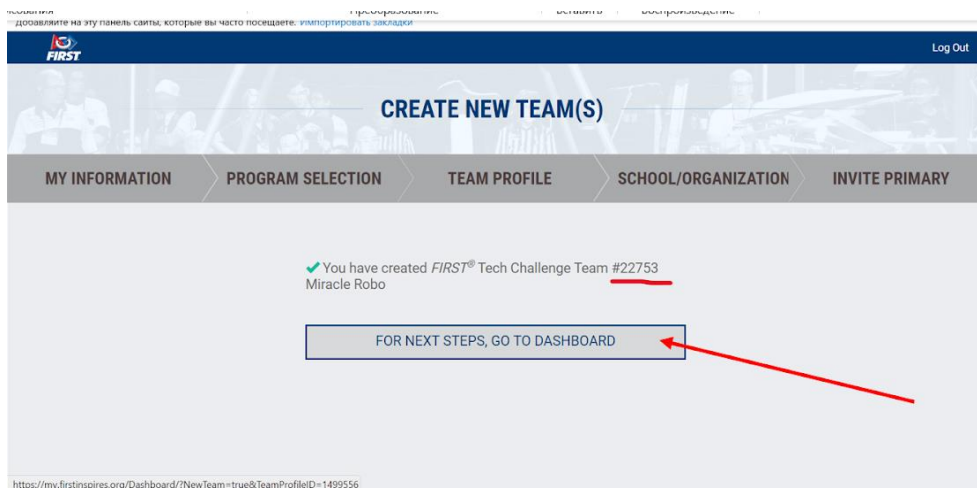 Преобразование
Воспроизведение
Добавляйте на эту панель сайты, которые вы часто посещаете. Импортировать закладки
FIRST
Log Out
CREATE NEW TEAM(S)
MY INFORMATION
PROGRAM SELECTION
TEAM PROFILE
SCHOOL/ORGANIZATION
INVITE PRIMARY
You have created FIRST® Tech Challenge Team #22753
Miracle Robo
FOR NEXT STEPS, GO TO DASHBOARD
https://my.firstinspires.org/Dashboard/?NewTeam=true&TeamProfileID=1499556